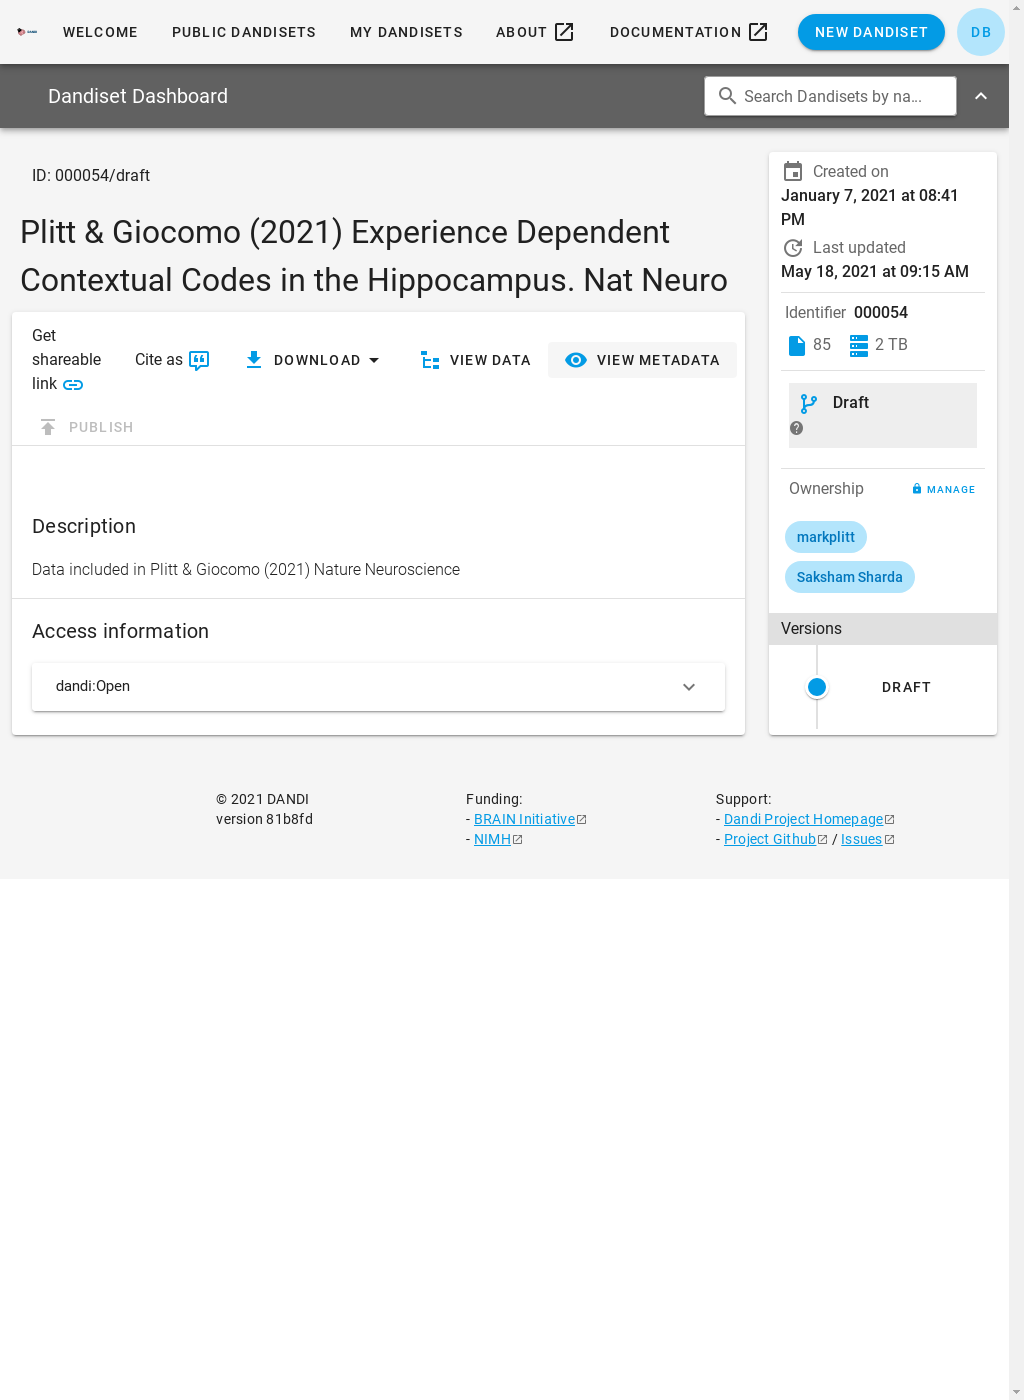 WELCOME
PUBLIC DANDISETS
MY DANDISETS
ABOUT
DOCUMENTATION
NEW DANDISET
DB
Dandiset Dashboard
Search Dandisets by na...
ID: 000054/draft
Plitt & Giocomo (2021) Experience Dependent
Contextual Codes in the Hippocampus. Nat Neuro
Get
shareable
link
Cite as
DOWNLOAD
VIEW DATA
VIEW METADATA
PUBLISH
Description
Data included in Plitt & Giocomo (2021) Nature Neuroscience
Access information
dandi:Open
Created on
January 7, 2021 at 08:41
PM
Last updated
May 18, 2021 at 09:15 AM
Identifier 000054
85
2 TB
Draft
Ownership
MANAGE
markplitt
Saksham Sharda
Versions
DRAFT
© 2021 DANDI
version 81b8fd
Funding:
- BRAIN Initiative
- NIMH
Support:
- Dandi Project Homepage
- Project Github / Issues